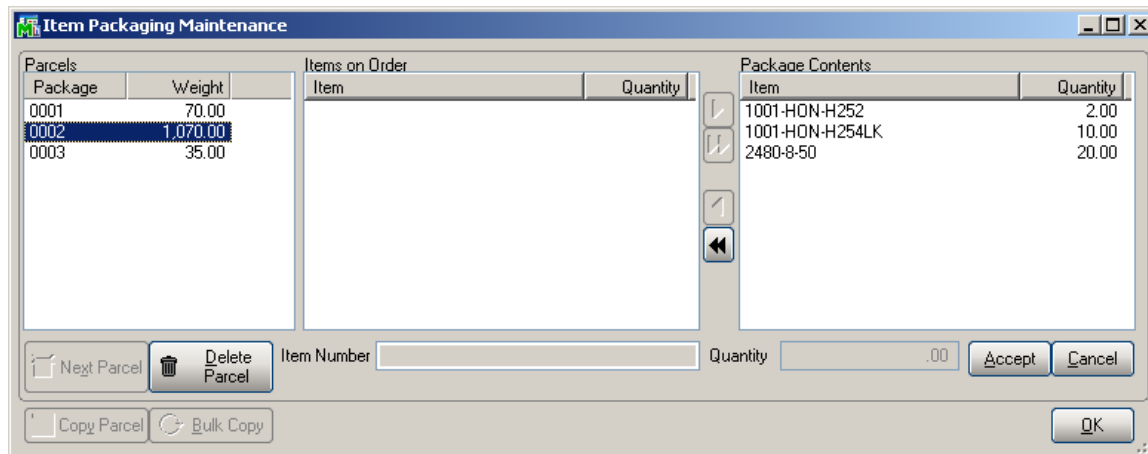 Item Packaging Maintenance
Parcels Items on Order Package Contents
Package Weight Item Quantity Item Quantity
0001 70.00 1001-HON-H252 2.00
0002 1,070.00 1001-HON-H254LK 10.00
0003 35.00 2480-8-50 20.00
Next Parcel Delete Parcel Item Number Quantity .00 Accept Cancel
Copy Parcel Bulk Copy OK